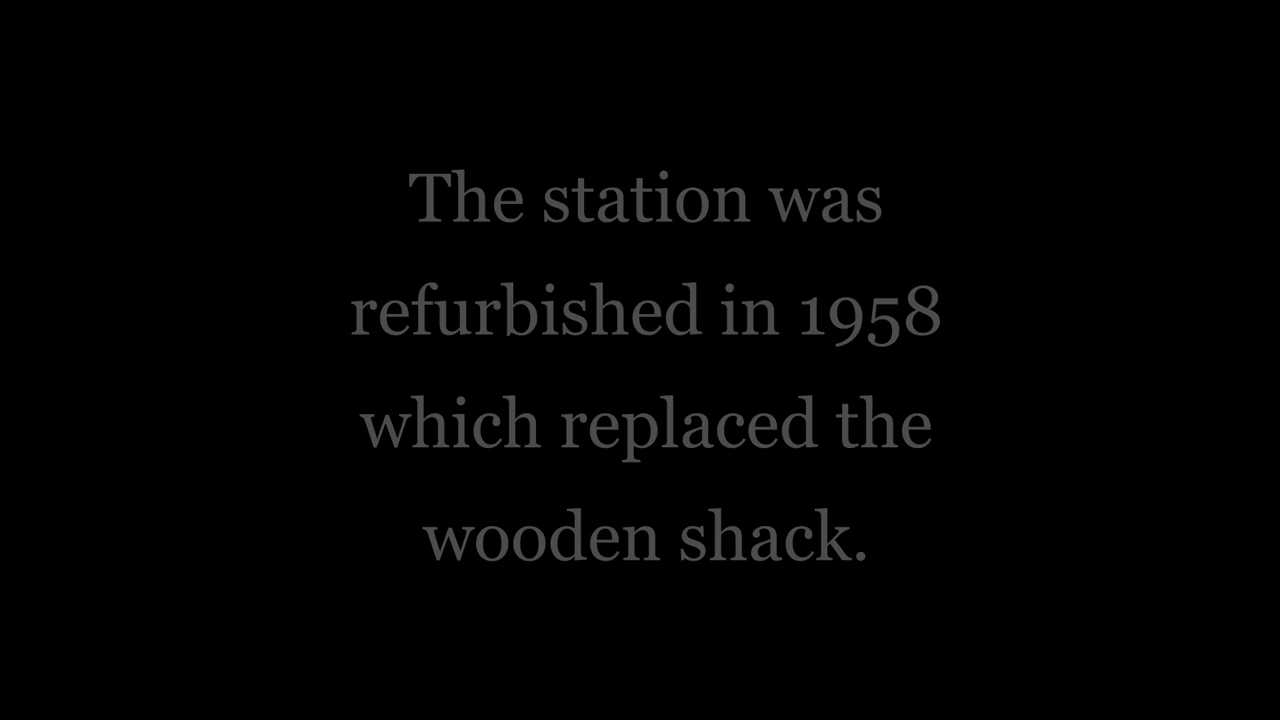 The station was
refurbished in 1958
which replaced the
wooden shack.